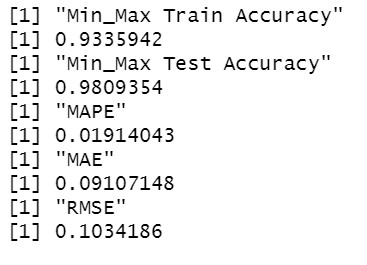 [1] "Min_Max Train Accuracy"
[1] 0.9335942
[1] "Min_Max Test Accuracy"
[1] 0.9809354
[1] "MAPE"
[1] 0.01914043
[1] "MAE"
[1] 0.09107148
[1] "RMSE"
[1] 0.1034186